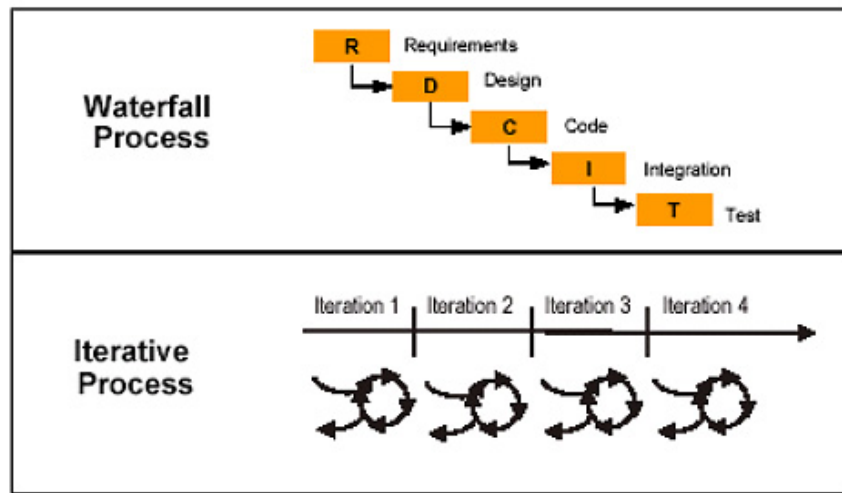 Waterfall
Process
R
Requirements
D
Design
C
Code
I
Integration
T
Test
Iterative
Process
Iteration 1
Iteration 2
Iteration 3
Iteration 4